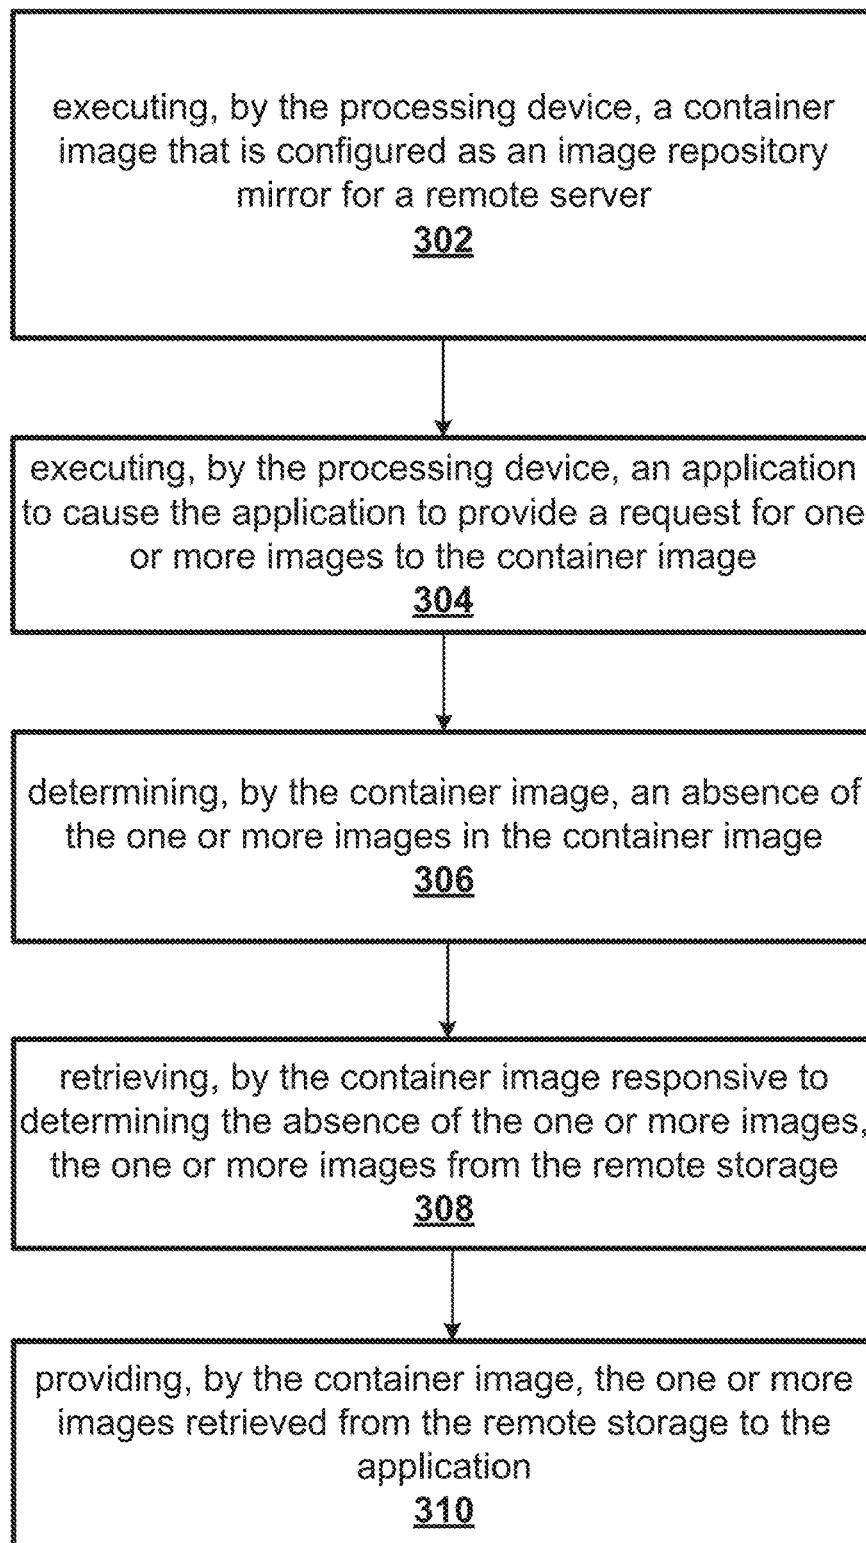 executing, by the processing device, a container
image that is configured as an image repository
mirror for a remote server
302
executing, by the processing device, an application
to cause the application to provide a request for one
or more images to the container image
304
determining, by the container image, an absence of
the one or more images in the container image
306
retrieving, by the container image responsive to
determining the absence of the one or more images,
the one or more images from the remote storage
308
providing, by the container image, the one or more
images retrieved from the remote storage to the
application
310